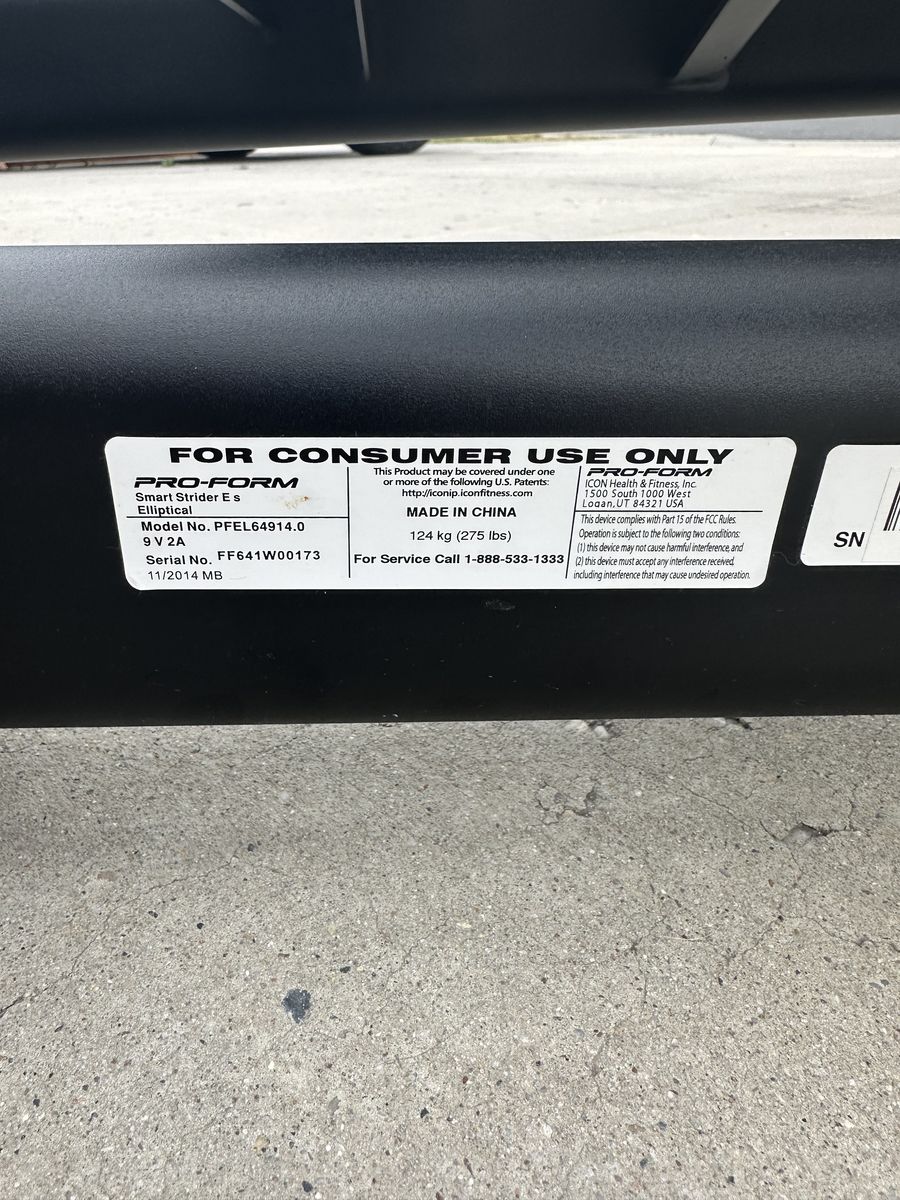 FOR CONSUMER USE ONLY
PRO-FORM
Smart Strider E s
Elliptical
Model No. PFEL64914.0
9 V 2A
Serial No. FF641W00173
11/2014 MB
This Product may be covered under one
or more of the following U.S. Patents:
http://iconip.iconfitness.com
MADE IN CHINA
124 kg (275 lbs)
For Service Call 1-888-533-1333
PRO-FORM
ICON Health & Fitness, Inc.
1500 South 1000 West
Logan,UT 84321 USA
This device complies with Part 15 of the FCC Rules.
Operation is subject to the following two conditions:
(1) this device may not cause harmful interference, and
(2) this device must accept any interference received,
including interference that may cause undesired operation.
SN